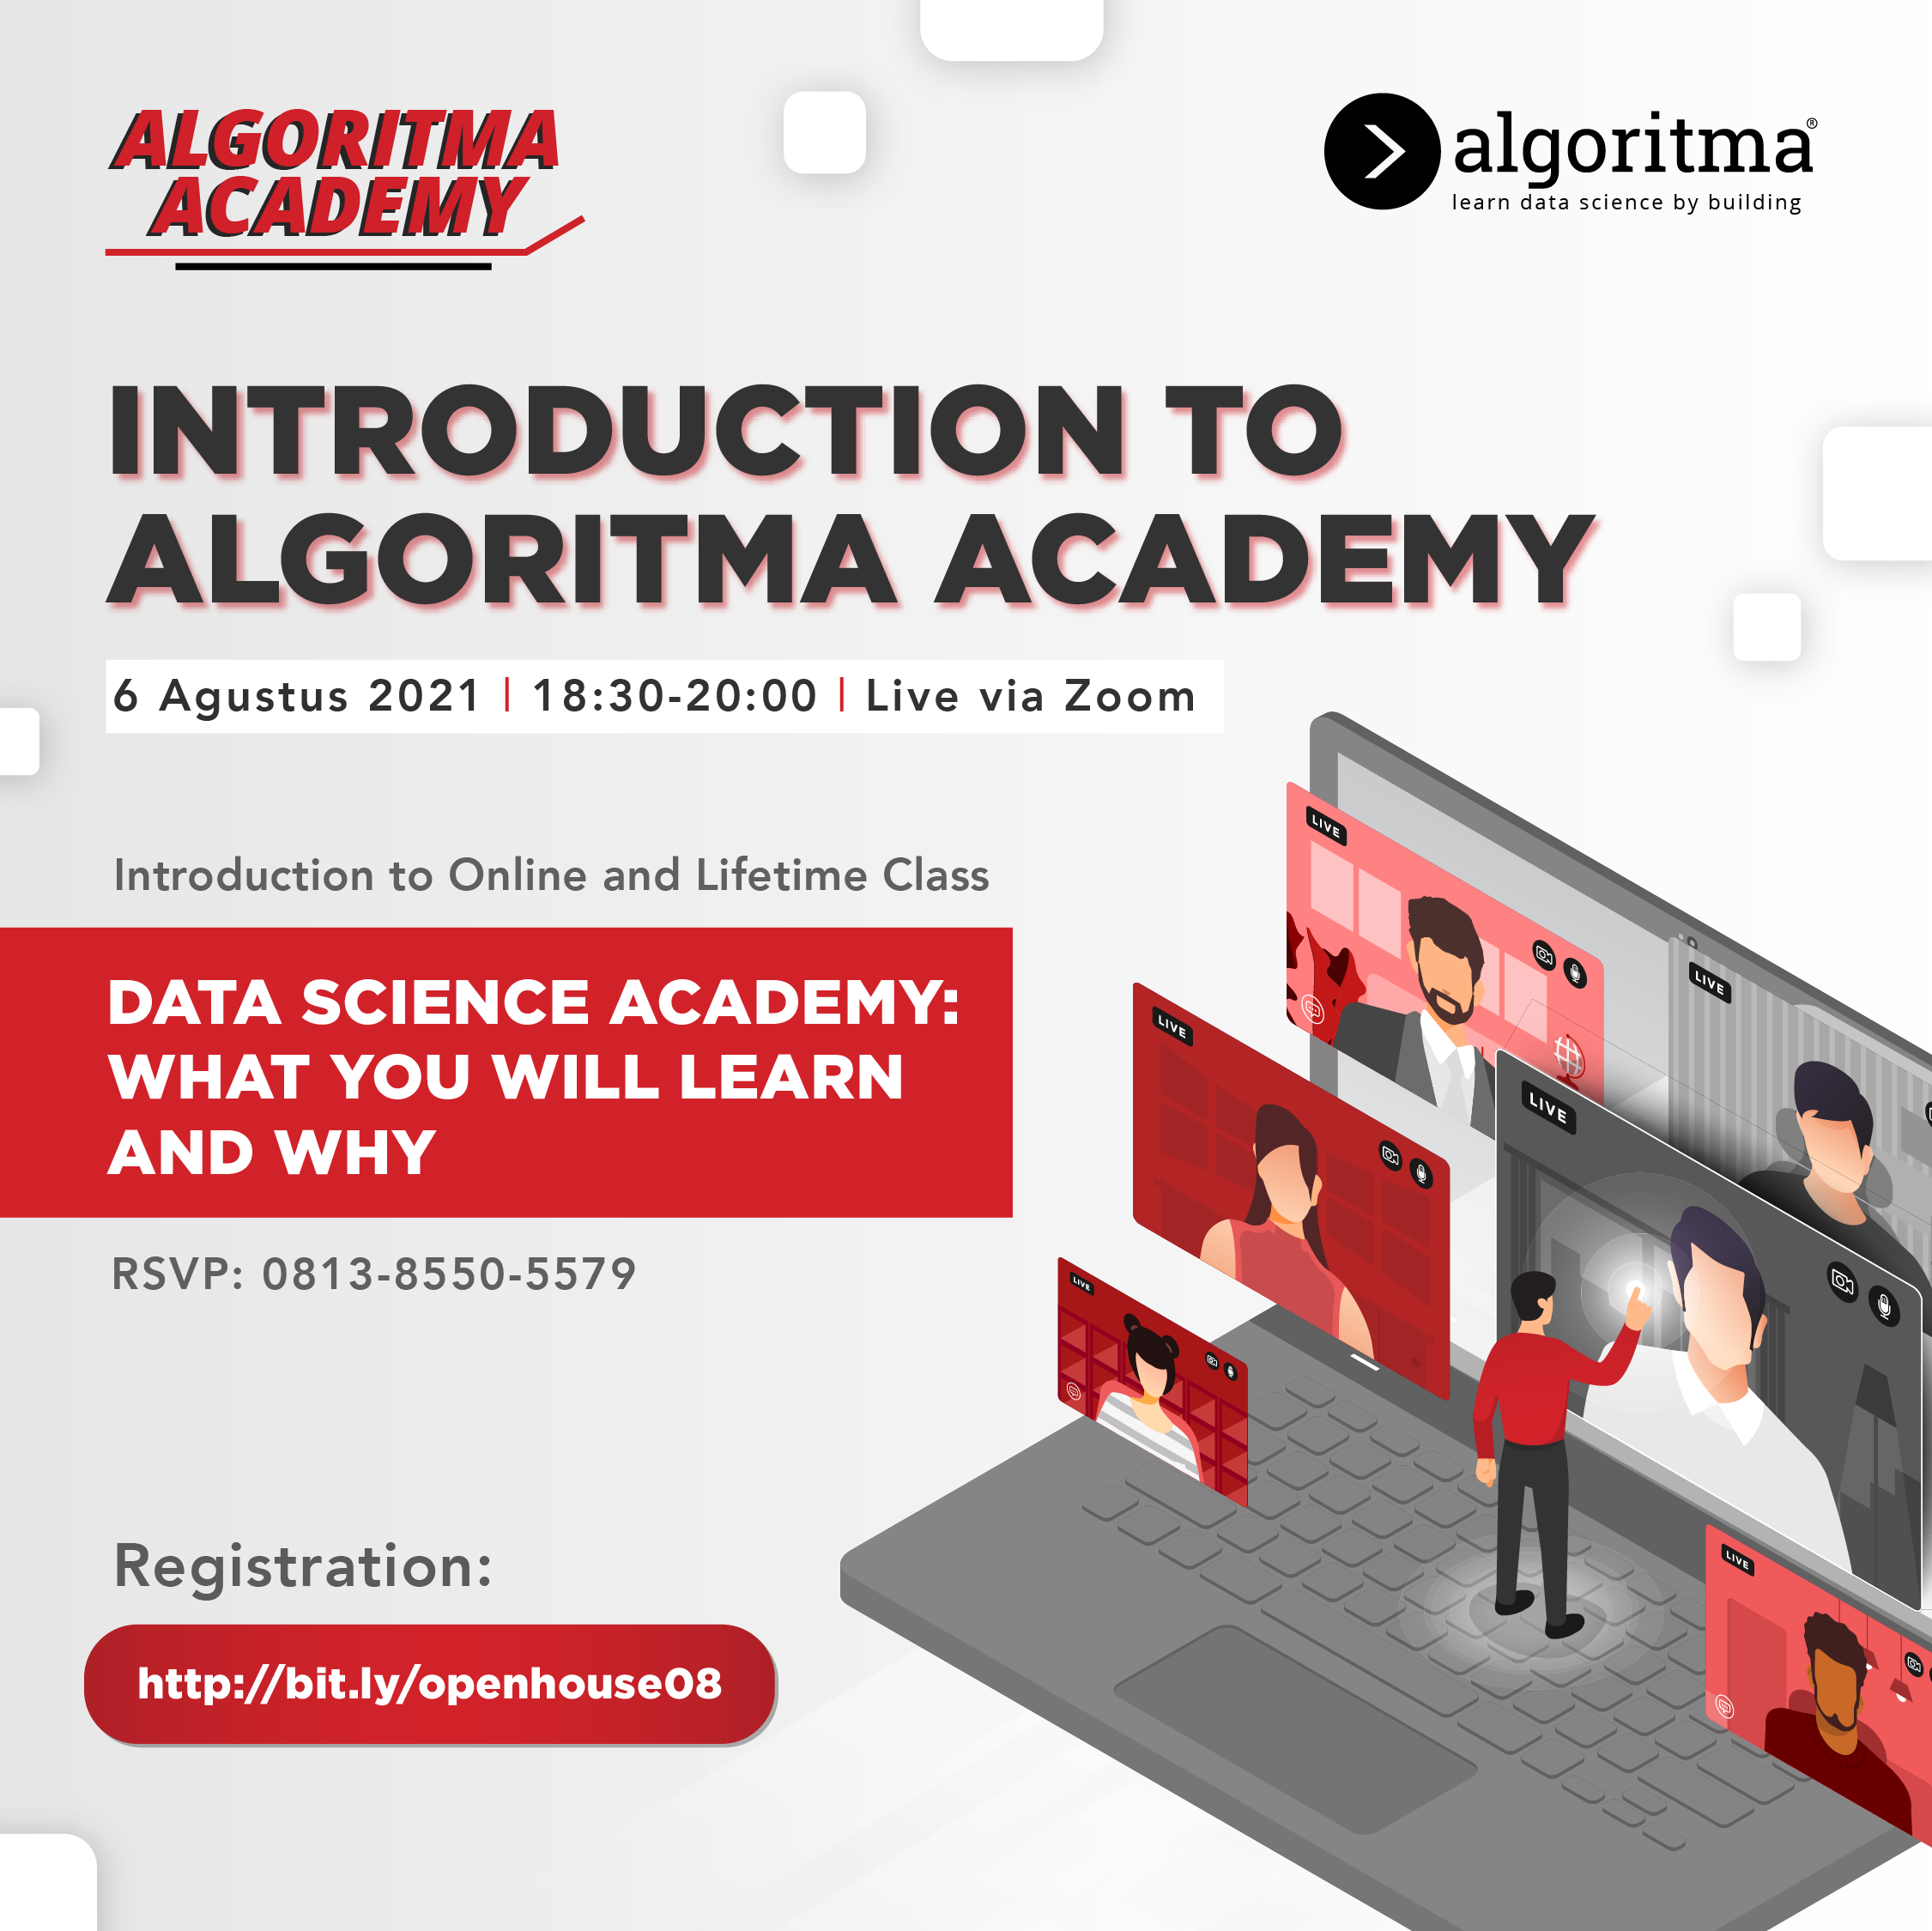 ALGORITMA
ACADEMY
algoritma®
learn data science by building
INTRODUCTION TO
ALGORITMA ACADEMY
6 Agustus 2021 | 18:30-20:00 | Live via Zoom
Introduction to Online and Lifetime Class
DATA SCIENCE ACADEMY:
WHAT YOU WILL LEARN
AND WHY
RSVP: 0813-8550-5579
Registration:
http://bit.ly/openhouse08
LIVE
LIVE
LIVE
LIVE
LIVE
LIVE